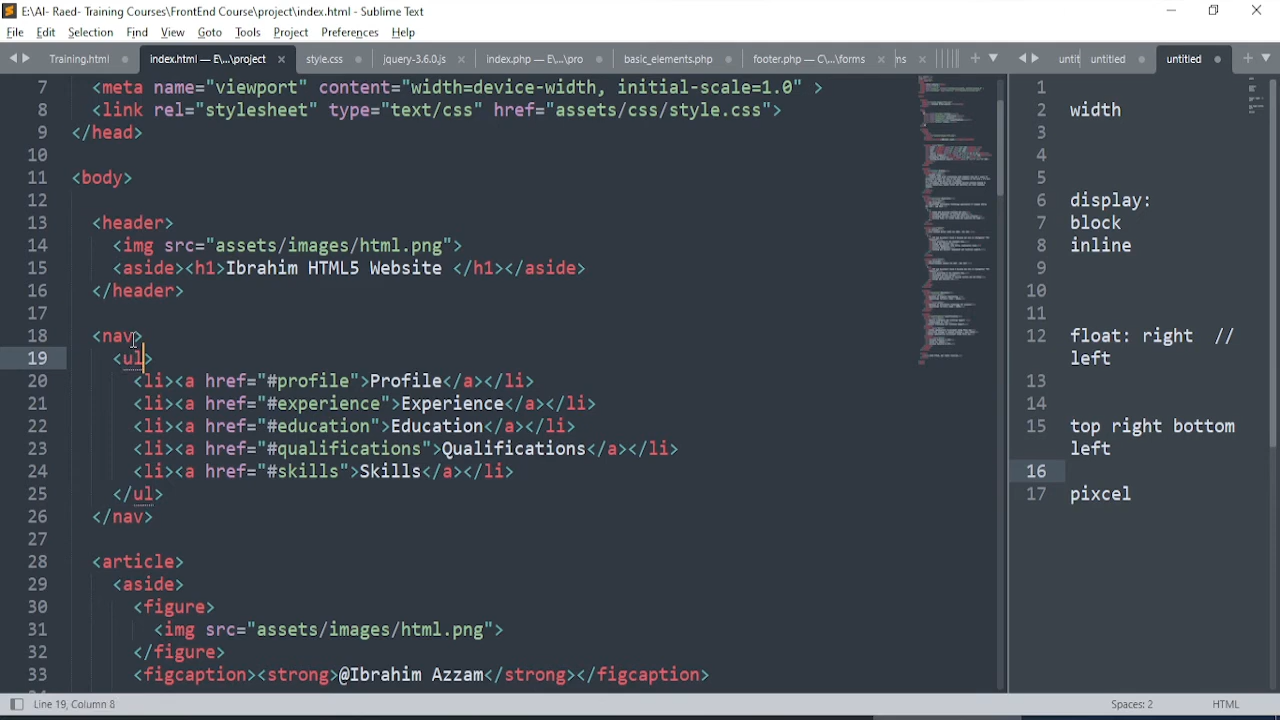 E:\AI- Raed- Training Courses\FrontEnd Course\project\index.html - Sublime Text
File Edit Selection Find View Goto Tools Project Preferences Help
Training.html index.html — E\...\project style.css jquery-3.6.0.js index.php — E:\...\pro basic_elements.php footer.php — C\...\forms ns untit untitled untitled
7 <meta name="viewport" content="width=device-width, initial-scale=1.0" >
8 <link rel="stylesheet" type="text/css" href="assets/css/style.css">
9 </head>
10
11 <body>
12
13 <header>
14 <img src="assets/images/html.png">
15 <aside><h1>Ibrahim HTML5 Website </h1></aside>
16 </header>
17
18 <nav>
19 <ul>
20 <li><a href="#profile">Profile</a></li>
21 <li><a href="#experience">Experience</a></li>
22 <li><a href="#education">Education</a></li>
23 <li><a href="#qualifications">Qualifications</a></li>
24 <li><a href="#skills">Skills</a></li>
25 </ul>
26 </nav>
27
28 <article>
29 <aside>
30 <figure>
31 <img src="assets/images/html.png">
32 </figure>
33 <figcaption><strong>@Ibrahim Azzam</strong></figcaption>
1
2 width
3
4
5
6 display:
7 block
8 inline
9
10
11
12 float: right //
left
13
14
15 top right bottom
left
16
17 pixcel
Line 19, Column 8 Spaces: 2 HTML